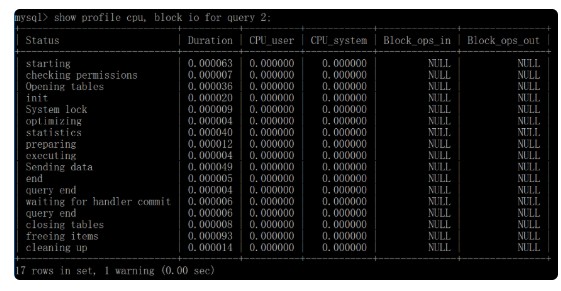 mysql> show profile cpu, block io for query 2;
+----------------------------+----------+----------+------------+--------------+---------------+
| Status | Duration | CPU_user | CPU_system | Block_ops_in | Block_ops_out |
+----------------------------+----------+----------+------------+--------------+---------------+
| starting | 0.000063 | 0.000000 | 0.000000 | NULL | NULL |
| checking permissions | 0.000007 | 0.000000 | 0.000000 | NULL | NULL |
| Opening tables | 0.000036 | 0.000000 | 0.000000 | NULL | NULL |
| init | 0.000020 | 0.000000 | 0.000000 | NULL | NULL |
| System lock | 0.000009 | 0.000000 | 0.000000 | NULL | NULL |
| optimizing | 0.000004 | 0.000000 | 0.000000 | NULL | NULL |
| statistics | 0.000040 | 0.000000 | 0.000000 | NULL | NULL |
| preparing | 0.000012 | 0.000000 | 0.000000 | NULL | NULL |
| executing | 0.000004 | 0.000000 | 0.000000 | NULL | NULL |
| Sending data | 0.000049 | 0.000000 | 0.000000 | NULL | NULL |
| end | 0.000005 | 0.000000 | 0.000000 | NULL | NULL |
| query end | 0.000004 | 0.000000 | 0.000000 | NULL | NULL |
| waiting for handler commit | 0.000006 | 0.000000 | 0.000000 | NULL | NULL |
| query end | 0.000006 | 0.000000 | 0.000000 | NULL | NULL |
| closing tables | 0.000008 | 0.000000 | 0.000000 | NULL | NULL |
| freeing items | 0.000093 | 0.000000 | 0.000000 | NULL | NULL |
| cleaning up | 0.000014 | 0.000000 | 0.000000 | NULL | NULL |
+----------------------------+----------+----------+------------+--------------+---------------+
17 rows in set, 1 warning (0.00 sec)